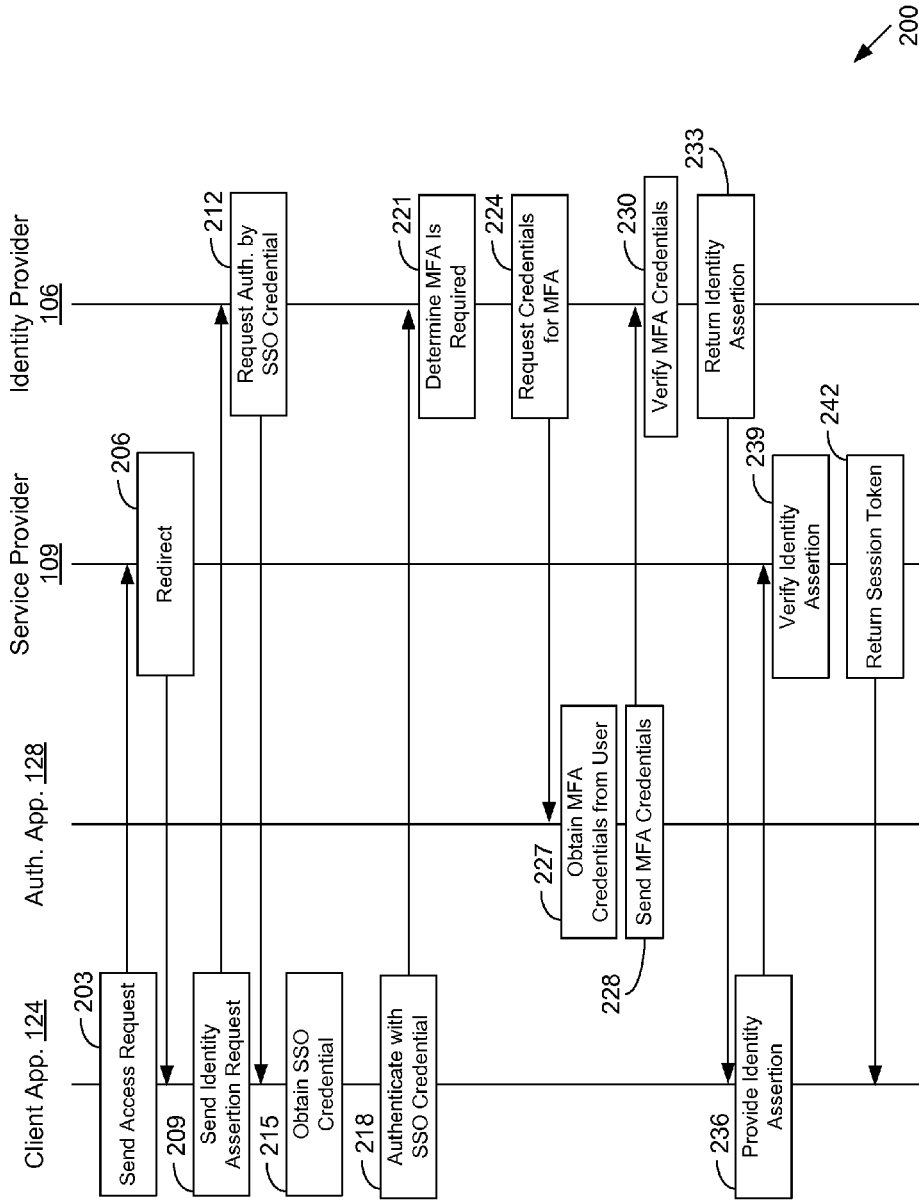 Client App. 124
Auth. App. 128
Service Provider
109
Identity Provider
106
203
Send Access Request
206
Redirect
209
Send Identity
Assertion Request
212
Request Auth. by
SSO Credential
215
Obtain SSO
Credential
218
Authenticate with
SSO Credential
221
Determine MFA Is
Required
224
Request Credentials
for MFA
227
Obtain MFA
Credentials from User
228
Send MFA Credentials
230
Verify MFA Credentials
233
Return Identity
Assertion
236
Provide Identity
Assertion
239
Verify Identity
Assertion
242
Return Session Token
200